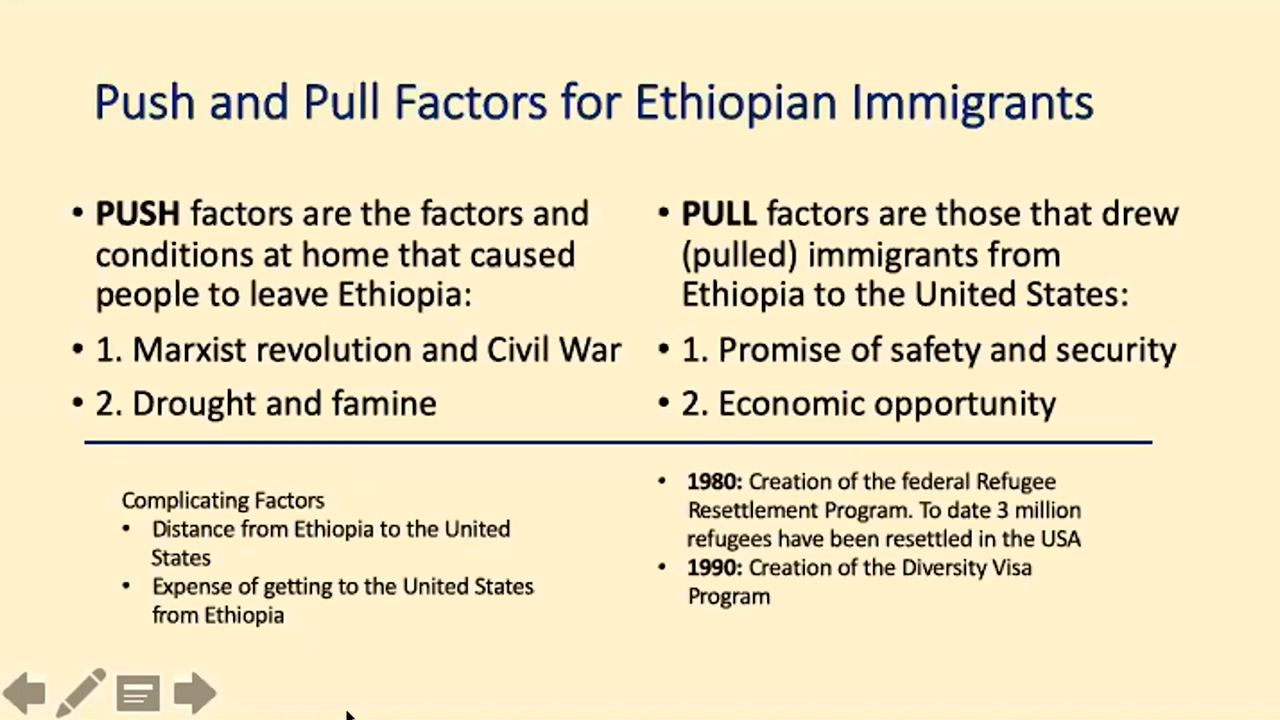 Push and Pull Factors for Ethiopian Immigrants
• PUSH factors are the factors and
conditions at home that caused
people to leave Ethiopia:
• 1. Marxist revolution and Civil War
• 2. Drought and famine
• PULL factors are those that drew
(pulled) immigrants from
Ethiopia to the United States:
• 1. Promise of safety and security
• 2. Economic opportunity
Complicating Factors
• Distance from Ethiopia to the United
States
• Expense of getting to the United States
from Ethiopia
• 1980: Creation of the federal Refugee
Resettlement Program. To date 3 million
refugees have been resettled in the USA
• 1990: Creation of the Diversity Visa
Program